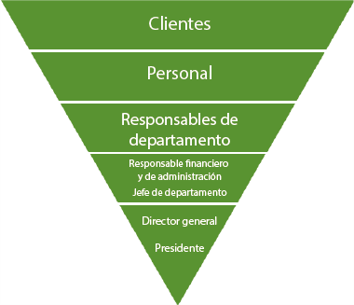 Clientes
Personal
Responsables de
departamento
Responsable financiero
y de administración
Jefe de departamento
Director general
Presidente